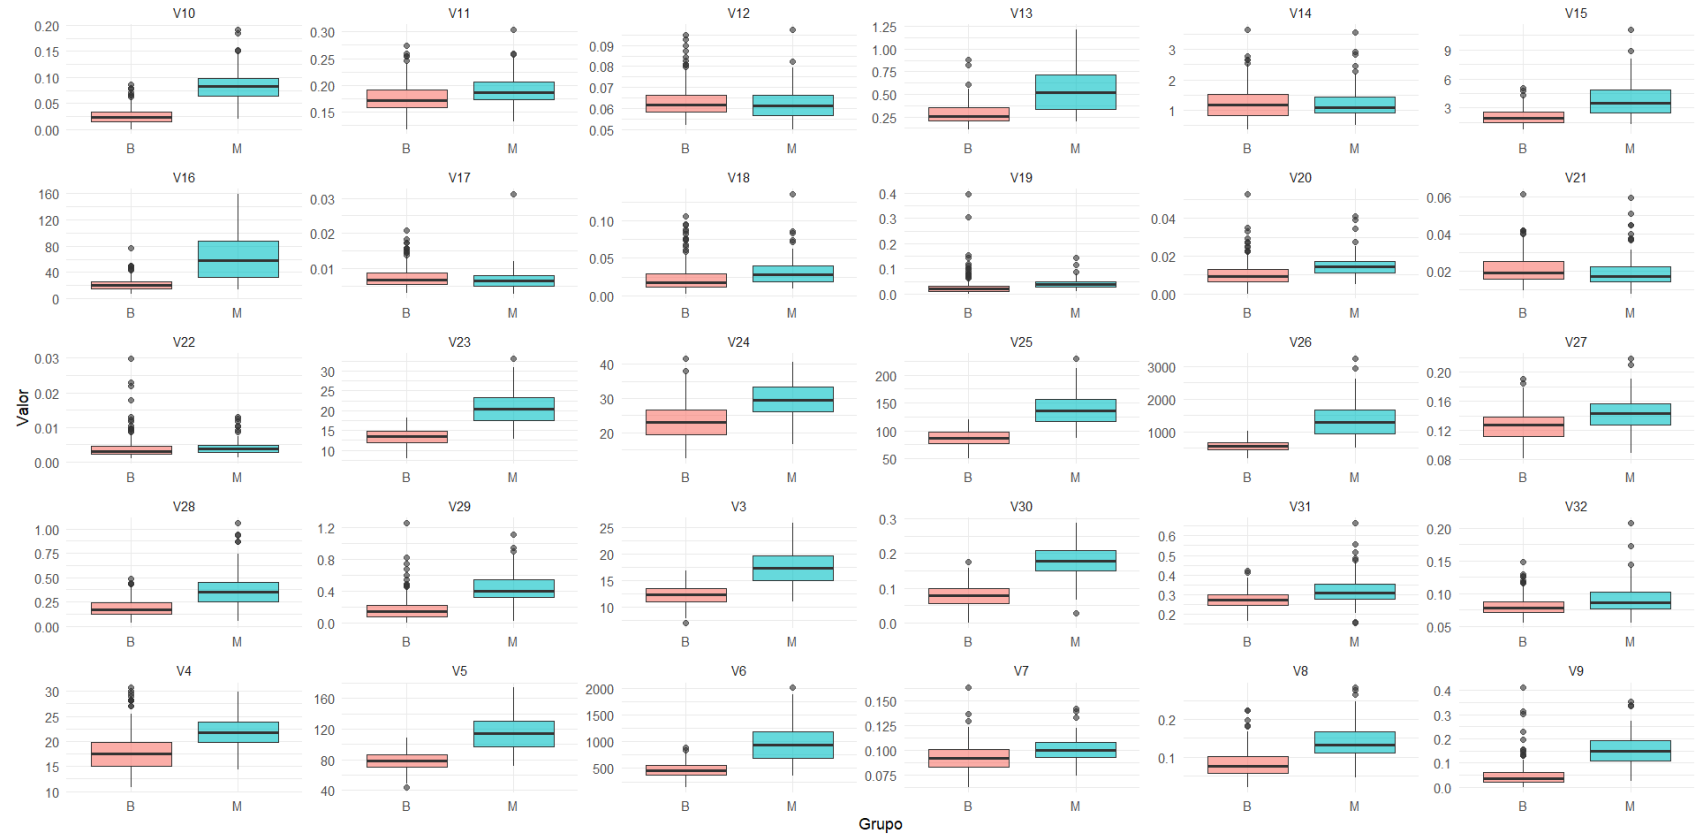 V10 V11 V12 V13 V14 V15
0.20 0.15 0.10 0.05 0.00
0.30 0.25 0.20 0.15
0.09 0.08 0.07 0.06 0.05
1.25 1.00 0.75 0.50 0.25
3 2 1
9 6 3
B M B M B M B M B M B M
V16 V17 V18 V19 V20 V21
160 120 80 40 0
0.03 0.02 0.01
0.10 0.05 0.00
0.4 0.3 0.2 0.1 0.0
0.04 0.02 0.00
0.06 0.04 0.02
B M B M B M B M B M B M
Valor
V22 V23 V24 V25 V26 V27
0.03 0.02 0.01 0.00
30 25 20 15 10
40 30 20
200 150 100 50
3000 2000 1000
0.20 0.16 0.12 0.08
B M B M B M B M B M B M
V28 V29 V3 V30 V31 V32
1.00 0.75 0.50 0.25 0.00
1.2 0.8 0.4 0.0
25 20 15 10
0.3 0.2 0.1 0.0
0.6 0.5 0.4 0.3 0.2
0.20 0.15 0.10 0.05
B M B M B M B M B M B M
V4 V5 V6 V7 V8 V9
30 25 20 15 10
160 120 80 40
2000 1500 1000 500
0.150 0.125 0.100 0.075
0.2 0.1
0.4 0.3 0.2 0.1 0.0
B M B M B M B M B M B M
Grupo